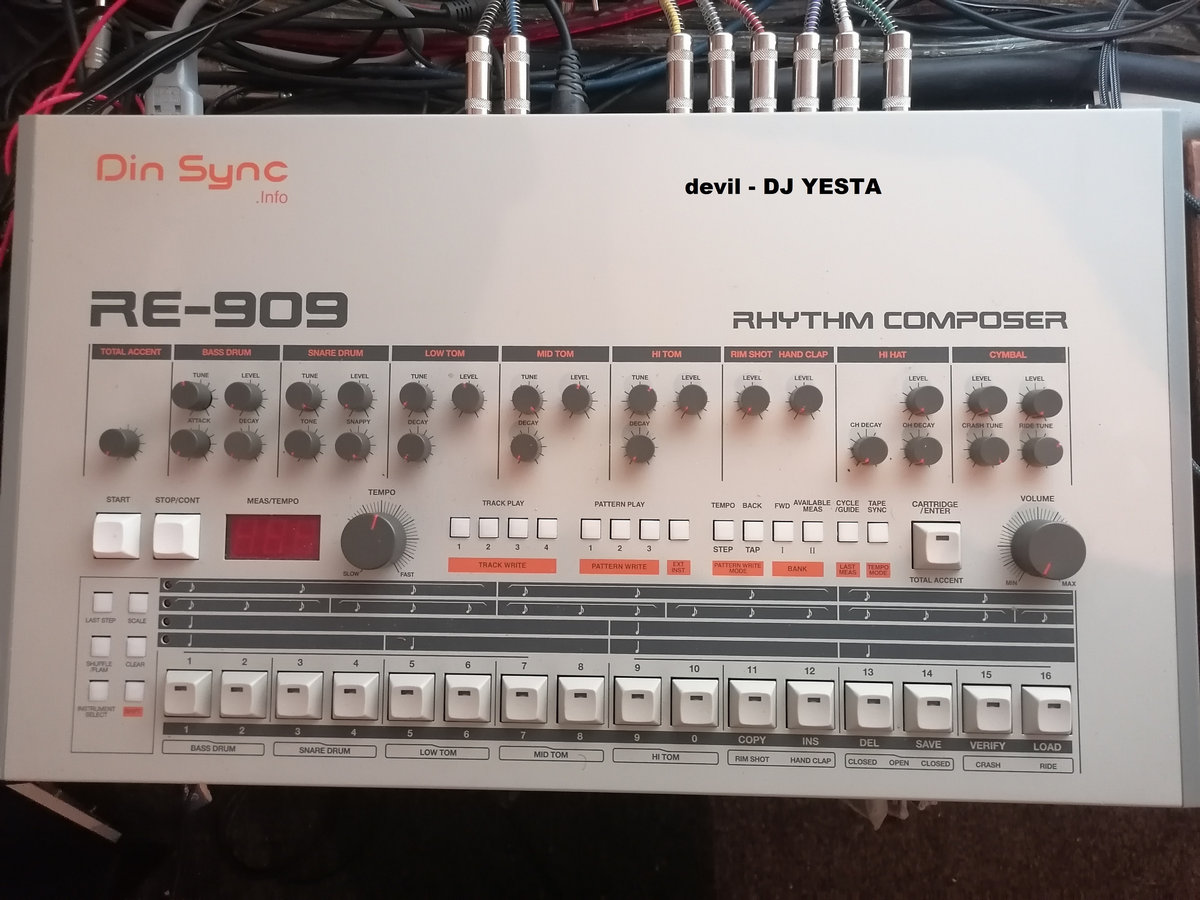 Din Sync
.Info
devil - DJ YESTA
RE-909
RHYTHM COMPOSER
TOTAL ACCENT BASS DRUM SNARE DRUM LOW TOM MID TOM HI TOM RIM SHOT HAND CLAP HI HAT CYMBAL
TUNE LEVEL TUNE LEVEL TUNE LEVEL TUNE LEVEL TUNE LEVEL LEVEL LEVEL LEVEL LEVEL LEVEL
ATTACK DECAY TONE SNAPPY DECAY DECAY DECAY CH DECAY OH DECAY CRASH TUNE RIDE TUNE
START STOP/CONT MEAS/TEMPO TEMPO
SLOW FAST
TRACK PLAY
1 2 3 4
TRACK WRITE
PATTERN PLAY
1 2 3
PATTERN WRITE
EXT
INST.
TEMPO BACK FWD AVAILABLE
MEAS
CYCLE
/GUIDE
TAPE
SYNC
STEP TAP I II
PATTERN WRITE
MODE
BANK
LAST
MEAS
TEMPO
MODE
CARTRIDGE
/ENTER
TOTAL ACCENT
VOLUME
MIN MAX
LAST STEP SCALE
SHUFFLE
/FLAM
CLEAR
INSTRUMENT
SELECT
SHIFT
1 2 3 4 5 6 7 8 9 10 11 12 13 14 15 16
1 2 3 4 5 6 7 8 9 0 COPY INS DEL SAVE VERIFY LOAD
BASS DRUM SNARE DRUM LOW TOM MID TOM HI TOM RIM SHOT HAND CLAP CLOSED OPEN CLOSED CRASH RIDE